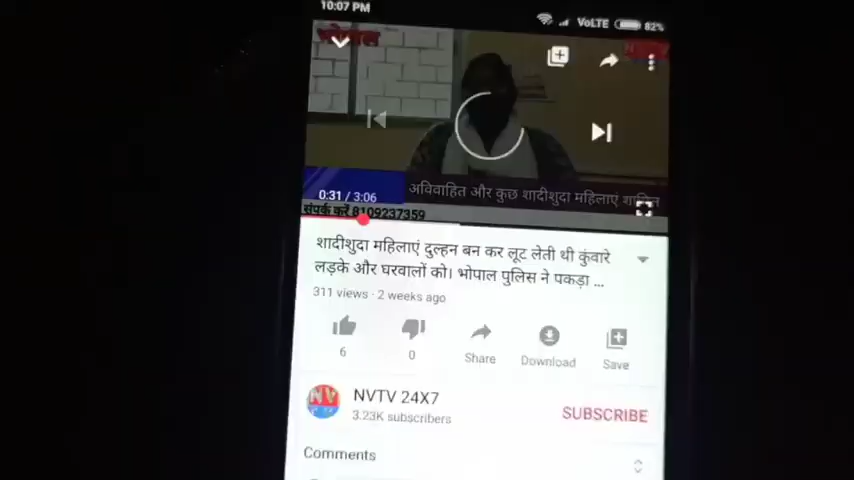 10:07 PM
VoLTE 82%
भोपाल
0:31 / 3:06
अविवाहित और कुछ शादीशुदा महिलाएं
संपर्क करें 8109237359
शादीशुदा महिलाएं दुल्हन बन कर लूट लेती थी कुंवारे
लड़के और घरवालों को। भोपाल पुलिस ने पकड़ा ...
311 views · 2 weeks ago
6
0
Share
Download
Save
NV
NVTV 24X7
3.23K subscribers
SUBSCRIBE
Comments